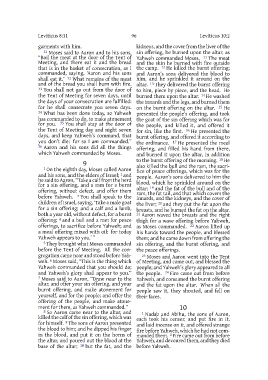 Leviticus 8:31
96
Leviticus 10:2
garments with him.
31 Moses said to Aaron and to his sons,
"Boil the meat at the door of the Tent of
Meeting, and there eat it and the bread
that is in the basket of consecration, as I
commanded, saying, 'Aaron and his sons
shall eat it.' 32 What remains of the meat
and of the bread you shall burn with fire.
33 You shall not go out from the door of
the Tent of Meeting for seven days, until
the days of your consecration are fulfilled:
for he shall consecrate you seven days.
34 What has been done today, so Yahweh
has commanded to do, to make atonement
for you. 35 You shall stay at the door of
the Tent of Meeting day and night seven
days, and keep Yahweh's command, that
you don't die: for so I am commanded."
36 Aaron and his sons did all the things
which Yahweh commanded by Moses.
9
1 On the eighth day, Moses called Aaron
and his sons, and the elders of Israel; 2 and
he said to Aaron, "Take a calf from the herd
for a sin offering, and a ram for a burnt
offering, without defect, and offer them
before Yahweh. 3 You shall speak to the
children of Israel, saying, 'Take a male goat
for a sin offering; and a calf and a lamb,
both a year old, without defect, for a burnt
offering; 4 and a bull and a ram for peace
offerings, to sacrifice before Yahweh; and
a meal offering mixed with oil: for today
Yahweh appears to you.'"
5 They brought what Moses commanded
before the Tent of Meeting. All the con-
gregation came near and stood before Yah-
weh. 6 Moses said, "This is the thing which
Yahweh commanded that you should do;
and Yahweh's glory shall appear to you."
7 Moses said to Aaron, "Draw near to the
altar, and offer your sin offering, and your
burnt offering, and make atonement for
yourself, and for the people; and offer the
offering of the people, and make atone-
ment for them, as Yahweh commanded."
8 So Aaron came near to the altar, and
killed the calf of the sin offering, which was
for himself. 9 The sons of Aaron presented
the blood to him; and he dipped his finger
in the blood, and put it on the horns of
the altar, and poured out the blood at the
base of the altar: 10 but the fat, and the
kidneys, and the cover from the liver of the
sin offering, he burned upon the altar, as
Yahweh commanded Moses. 11 The meat
and the skin he burned with fire outside
the camp. 12 He killed the burnt offering;
and Aaron's sons delivered the blood to
him, and he sprinkled it around on the
altar. 13 They delivered the burnt offering
to him, piece by piece, and the head. He
burned them upon the altar. 14 He washed
the innards and the legs, and burned them
on the burnt offering on the altar. 15 He
presented the people's offering, and took
the goat of the sin offering which was for
the people, and killed it, and offered it
for sin, like the first. 16 He presented the
burnt offering, and offered it according to
the ordinance. 17 He presented the meal
offering, and filled his hand from there,
and burned it upon the altar, in addition
to the burnt offering of the morning. 18 He
also killed the bull and the ram, the sacri-
fice of peace offerings, which was for the
people. Aaron's sons delivered to him the
blood, which he sprinkled around on the
altar; 19 and the fat of the bull and of the
ram, the fat tail, and that which covers the
innards, and the kidneys, and the cover of
the liver; 20 and they put the fat upon the
breasts, and he burned the fat on the altar.
21 Aaron waved the breasts and the right
thigh for a wave offering before Yahweh,
as Moses commanded. 22 Aaron lifted up
his hands toward the people, and blessed
them; and he came down from offering the
sin offering, and the burnt offering, and
the peace offerings.
23 Moses and Aaron went into the Tent
of Meeting, and came out, and blessed the
people; and Yahweh's glory appeared to all
the people. 24 Fire came out from before
Yahweh, and consumed the burnt offering
and the fat upon the altar. When all the
people saw it, they shouted, and fell on
their faces.
10
1 Nadab and Abihu, the sons of Aaron,
each took his censer, and put fire in it,
and laid incense on it, and offered strange
fire before Yahweh, which he had not com-
manded them. 2 Fire came out from before
Yahweh, and devoured them, and they died
before Yahweh.